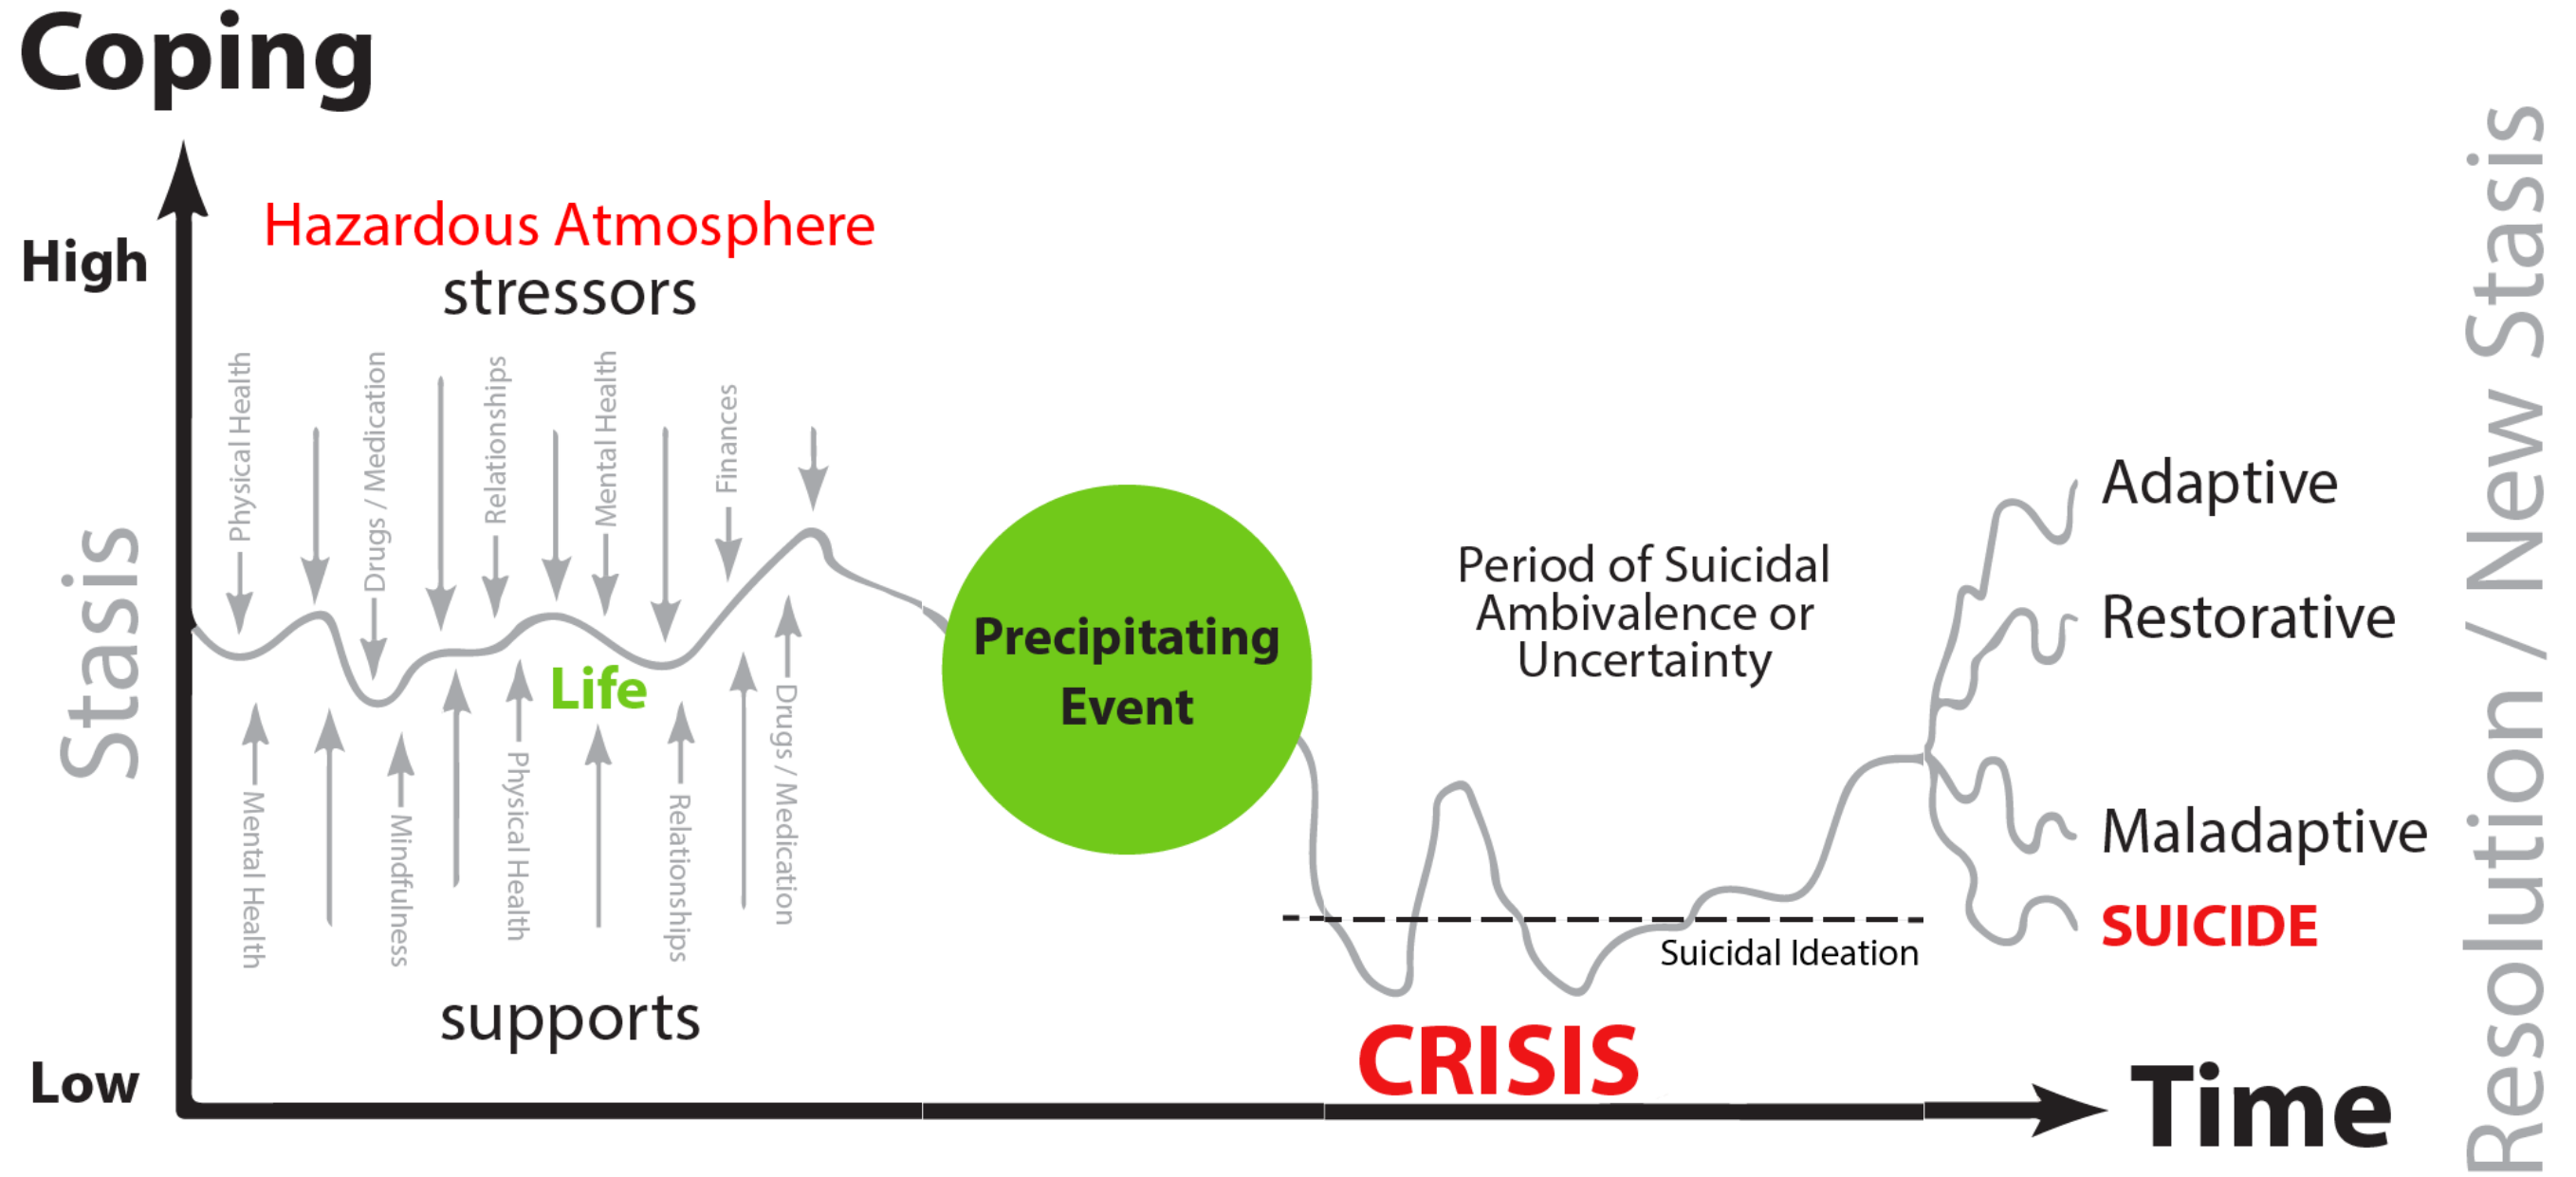 Coping
High
Hazardous Atmosphere
stressors
Physical Health
Drugs / Medication
Relationships
Mental Health
Finances
Stasis
Life
Mental Health
Mindfulness
Physical Health
Relationships
Drugs / Medication
supports
Low
Precipitating
Event
Period of Suicidal
Ambivalence or
Uncertainty
Suicidal Ideation
CRISIS
Adaptive
Restorative
Maladaptive
SUICIDE
Time
Resolution / New Stasis